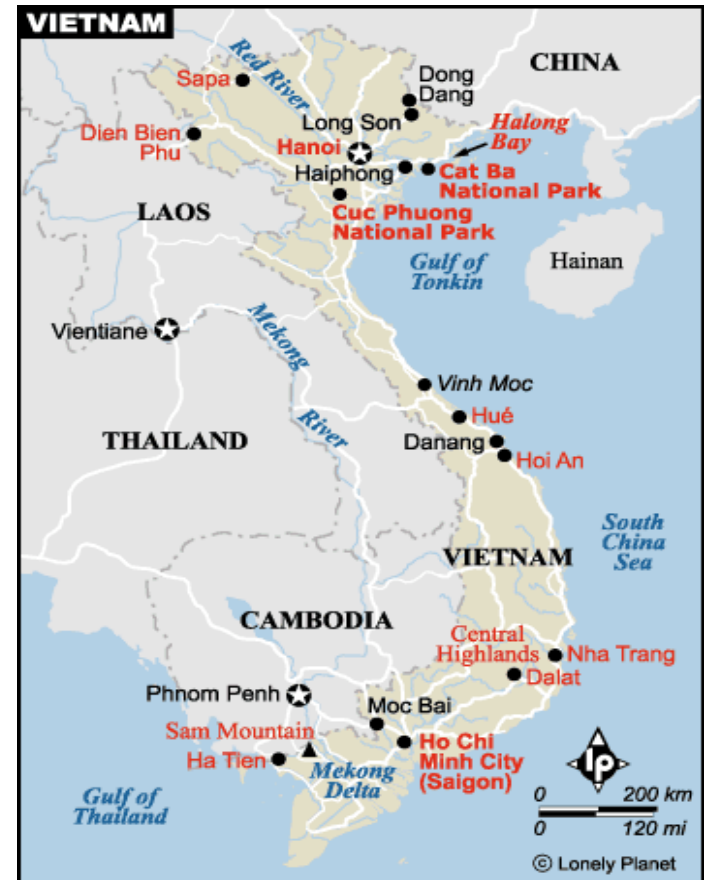 VIETNAM
CHINA
Red River
Sapa
Dong
Dang
Long Son
Halong
Bay
Dien Bien
Phu
Hanoi
Haiphong
Cat Ba
National Park
LAOS
Cuc Phuong
National Park
Gulf of
Tonkin
Hainan
Vientiane
Mekong
River
Vinh Moc
Hué
THAILAND
Danang
Hoi An
South
China
Sea
VIETNAM
CAMBODIA
Central
Highlands
Nha Trang
Dalat
Phnom Penh
Moc Bai
Sam Mountain
Ha Tien
Ho Chi
Minh City
(Saigon)
Mekong
Delta
Gulf of
Thailand
lp
0 200 km
0 120 mi
© Lonely Planet